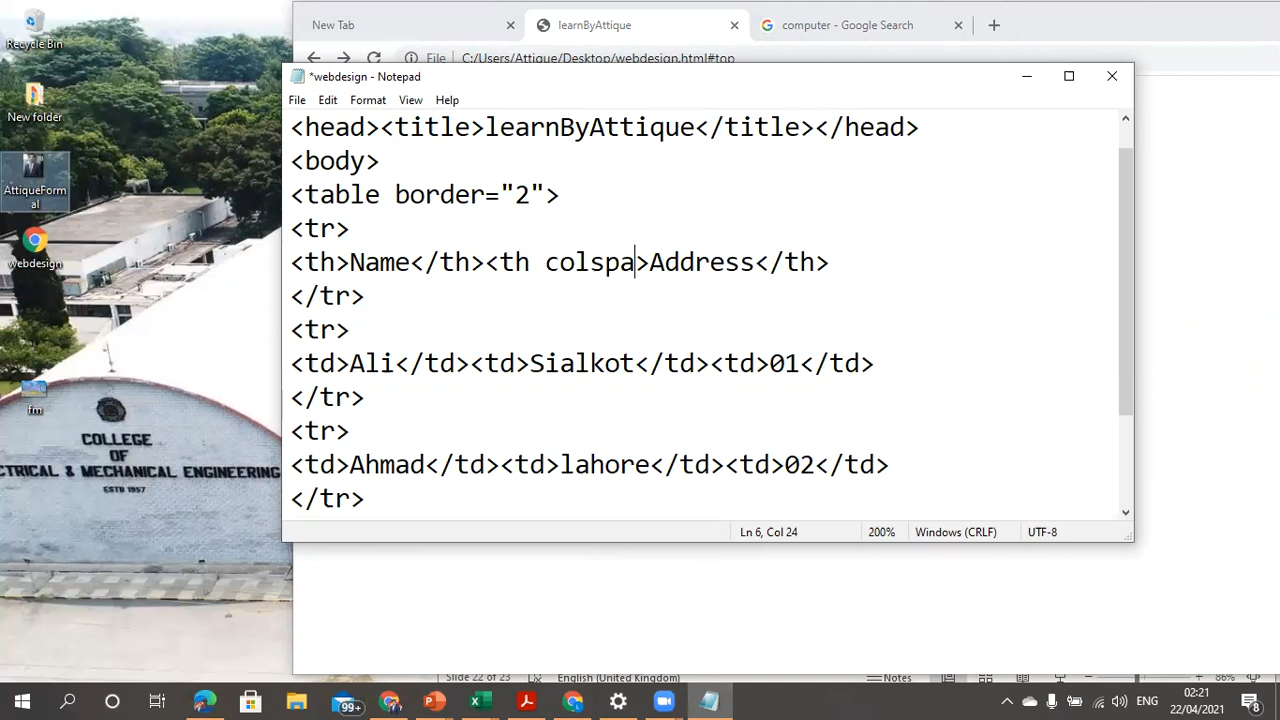 Recycle Bin
New folder
AttiqueForm
al
webdesign
fm
COLLEGE
OF
CTRICAL & MECHANICAL ENGINEERING
ESTD 1957
New Tab
learnByAttique
computer - Google Search
File C:/Users/Attique/Desktop/webdesign.html#top
*webdesign - Notepad
File Edit Format View Help
<head><title>learnByAttique</title></head>
<body>
<table border="2">
<tr>
<th>Name</th><th colspa>Address</th>
</tr>
<tr>
<td>Ali</td><td>Sialkot</td><td>01</td>
</tr>
<tr>
<td>Ahmad</td><td>lahore</td><td>02</td>
</tr>
Ln 6, Col 24 200% Windows (CRLF) UTF-8
Slide 22 of 23 English (United Kingdom) Notes 86%
99+
ENG
02:21
22/04/2021
8